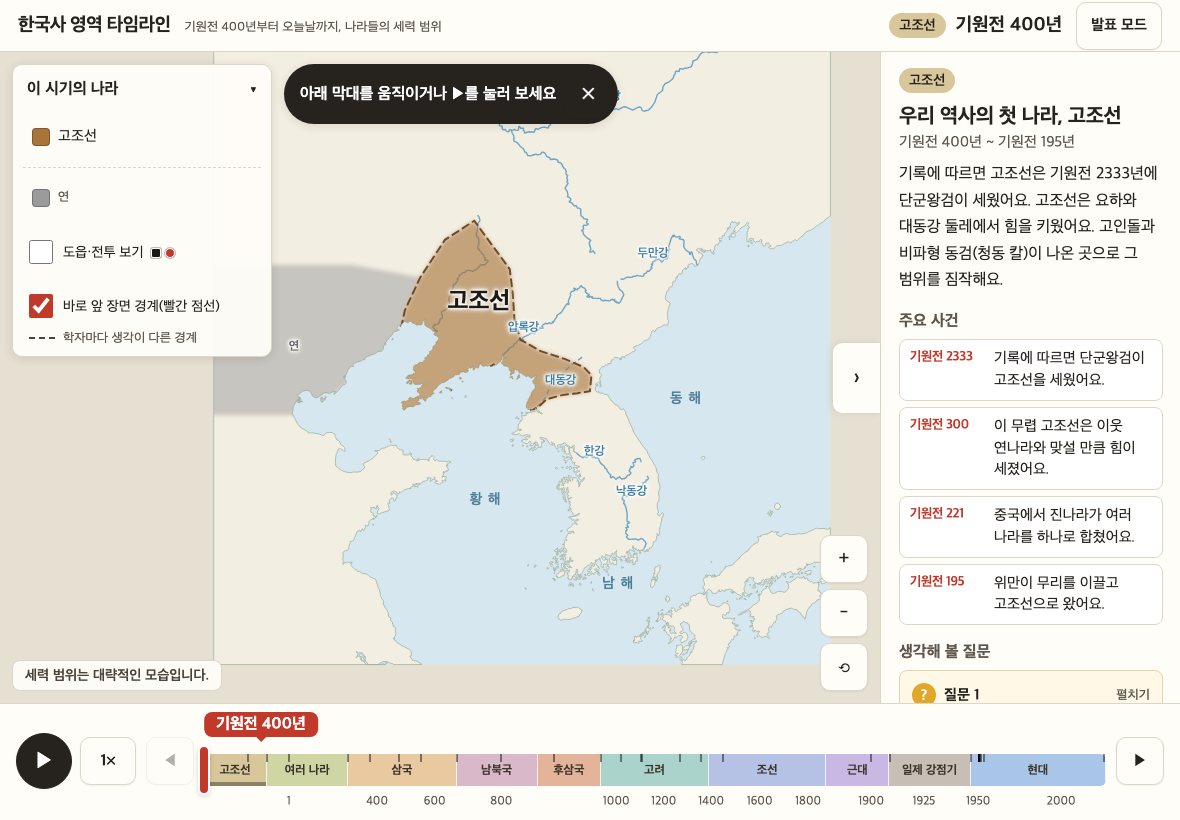 한국사 영역 타임라인 기원전 400년부터 오늘날까지, 나라들의 세력 범위
고조선 기원전 400년 발표 모드
이 시기의 나라 ▾
고조선
연
도읍·전투 보기
바로 앞 장면 경계(빨간 점선)
학자마다 생각이 다른 경계
아래 막대를 움직이거나 ▶를 눌러 보세요 ✕
두만강
고조선
압록강
연
대동강
동해
한강
낙동강
황해
남해
›
+
−
⟲
세력 범위는 대략적인 모습입니다.
고조선
우리 역사의 첫 나라, 고조선
기원전 400년 ~ 기원전 195년
기록에 따르면 고조선은 기원전 2333년에
단군왕검이 세웠어요. 고조선은 요하와
대동강 둘레에서 힘을 키웠어요. 고인돌과
비파형 동검(청동 칼)이 나온 곳으로 그
범위를 짐작해요.
주요 사건
기원전 2333 기록에 따르면 단군왕검이
고조선을 세웠어요.
기원전 300 이 무렵 고조선은 이웃
연나라와 맞설 만큼 힘이
세졌어요.
기원전 221 중국에서 진나라가 여러
나라를 하나로 합쳤어요.
기원전 195 위만이 무리를 이끌고
고조선으로 왔어요.
생각해 볼 질문
? 질문 1 펼치기
기원전 400년
▶ 1× ◀
고조선 여러 나라 삼국 남북국 후삼국 고려 조선 근대 일제 강점기 현대
▶
1 400 600 800 1000 1200 1400 1600 1800 1900 1925 1950 2000